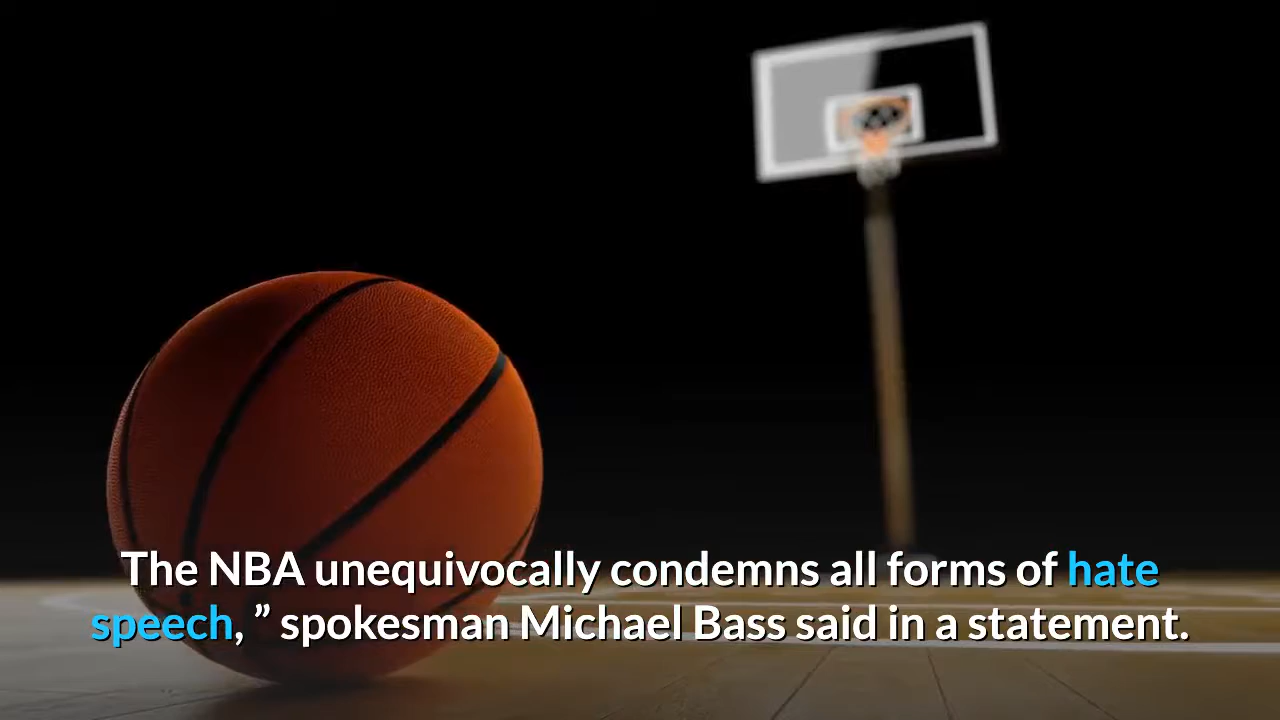 The NBA unequivocally condemns all forms of hate
speech, ” spokesman Michael Bass said in a statement.